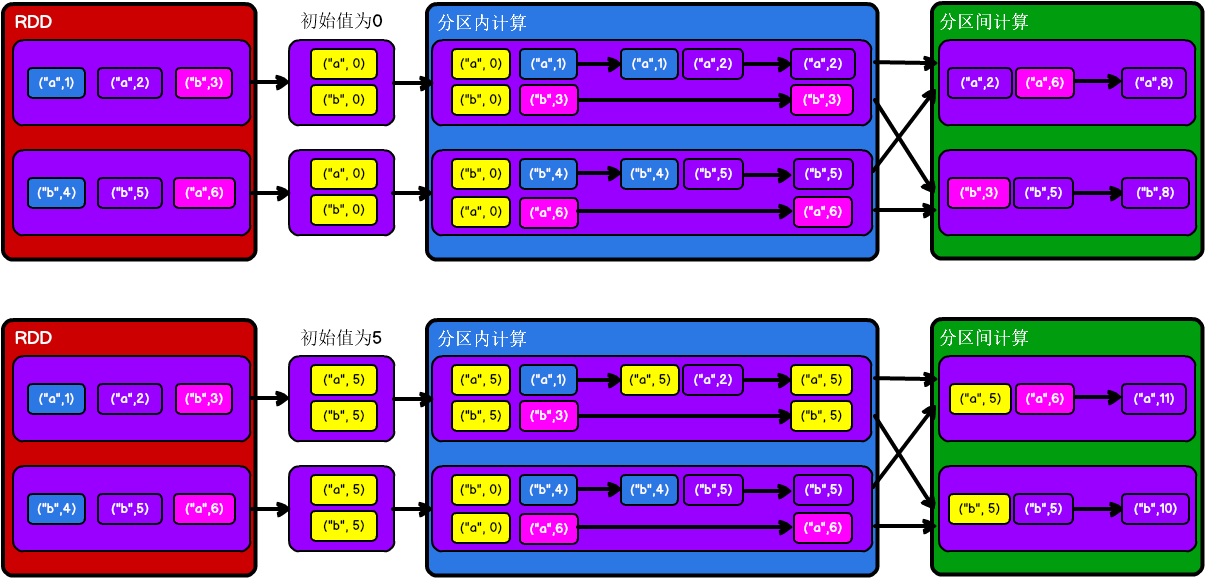 RDD
("a",1) ("a",2) ("b",3)
("b",4) ("b",5) ("a",6)
初始值为0
("a", 0)
("b", 0)
("a", 0)
("b", 0)
分区内计算
("a", 0) ("a",1) ("a",1) ("a",2) ("a",2)
("b", 0) ("b",3) ("b",3)
("b", 0) ("b",4) ("b",4) ("b",5) ("b",5)
("a", 0) ("a",6) ("a",6)
分区间计算
("a",2) ("a",6) ("a",8)
("b",3) ("b",5) ("b",8)
RDD
("a",1) ("a",2) ("b",3)
("b",4) ("b",5) ("a",6)
初始值为5
("a", 5)
("b", 5)
("a", 5)
("b", 5)
分区内计算
("a", 5) ("a",1) ("a", 5) ("a",2) ("a", 5)
("b", 5) ("b",3) ("b", 5)
("b", 0) ("b",4) ("b",4) ("b",5) ("b",5)
("a", 0) ("a",6) ("a",6)
分区间计算
("a", 5) ("a",6) ("a",11)
("b", 5) ("b",5) ("b",10)